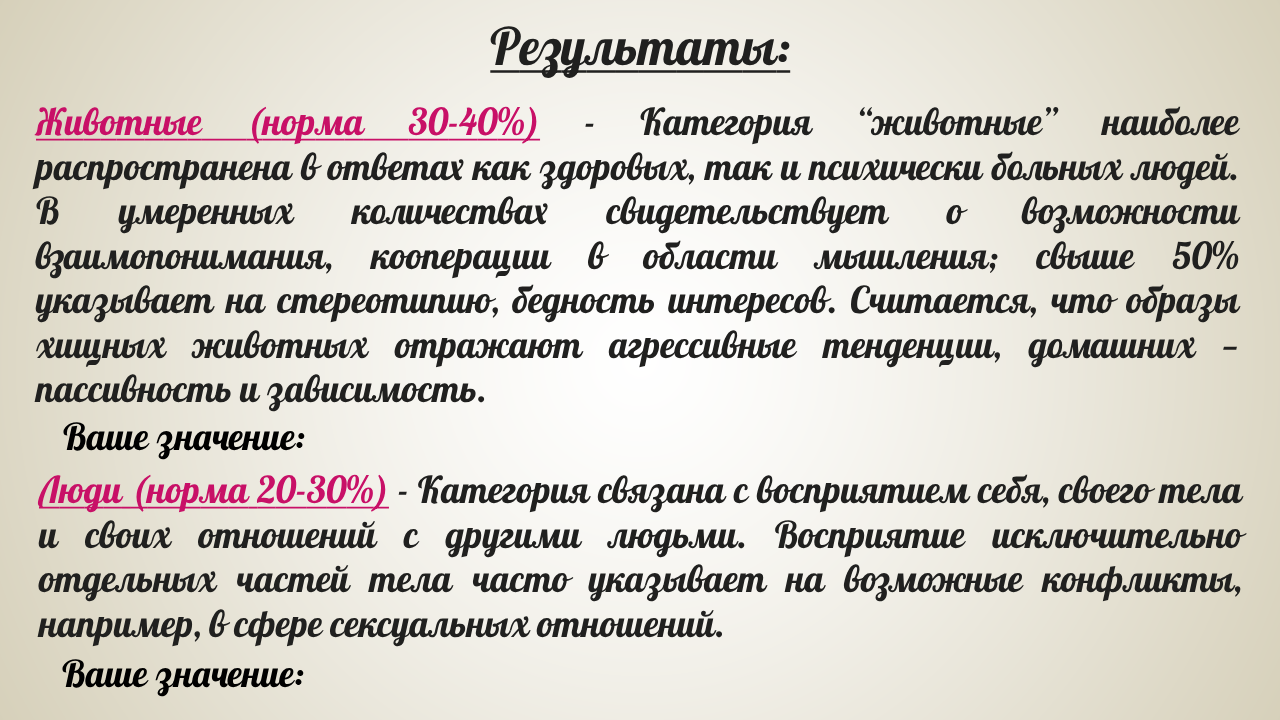 Результаты:
Животные (норма 30-40%) - Категория “животные” наиболее
распространена в ответах как здоровых, так и психически больных людей.
В умеренных количествах свидетельствует о возможности
взаимопонимания, кооперации в области мышления; свыше 50%
указывает на стереотипию, бедность интересов. Считается, что образы
хищных животных отражают агрессивные тенденции, домашних –
пассивность и зависимость.
Ваше значение:
Люди (норма 20-30%) - Категория связана с восприятием себя, своего тела
и своих отношений с другими людьми. Восприятие исключительно
отдельных частей тела часто указывает на возможные конфликты,
например, в сфере сексуальных отношений.
Ваше значение: